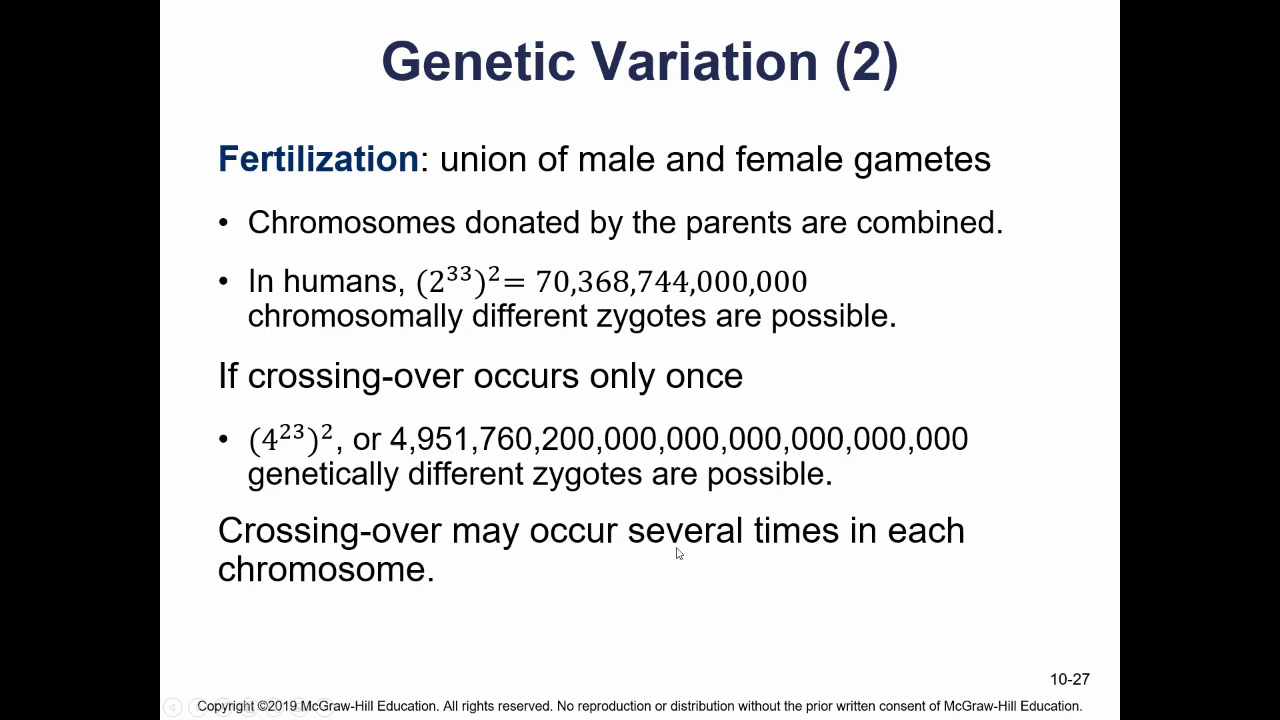 Genetic Variation (2)
Fertilization: union of male and female gametes
• Chromosomes donated by the parents are combined.
• In humans, (2³³)²= 70,368,744,000,000
chromosomally different zygotes are possible.
If crossing-over occurs only once
• (4²³)², or 4,951,760,200,000,000,000,000,000,000
genetically different zygotes are possible.
Crossing-over may occur several times in each
chromosome.
10-27
Copyright ©2019 McGraw-Hill Education. All rights reserved. No reproduction or distribution without the prior written consent of McGraw-Hill Education.